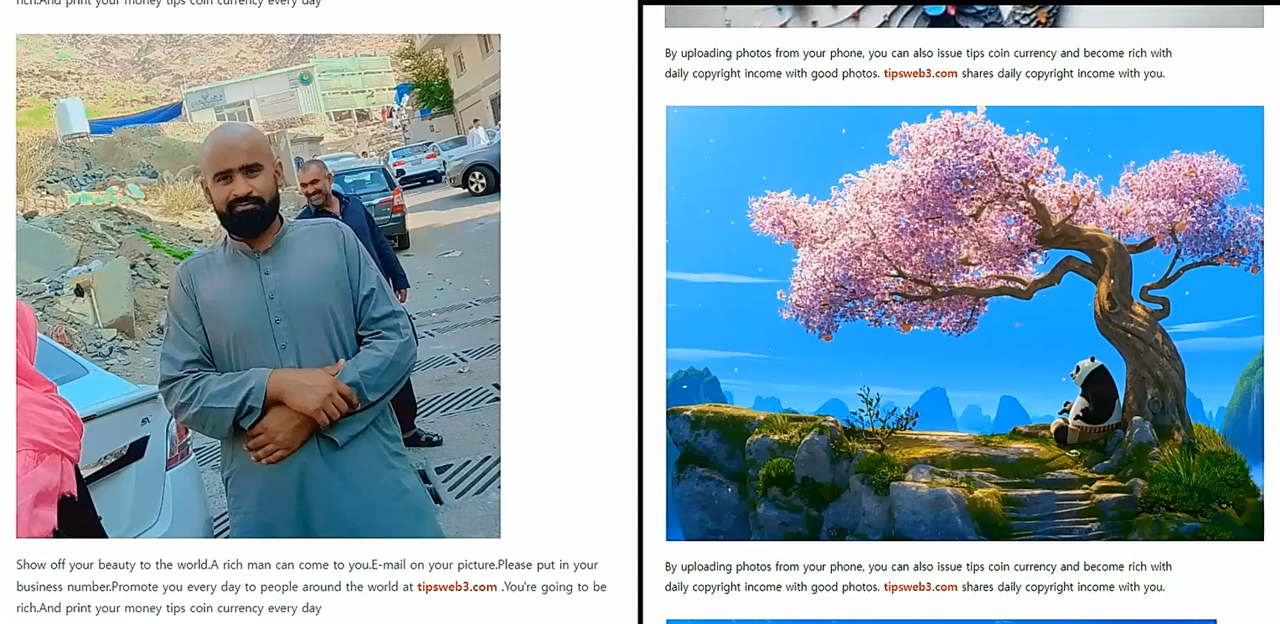 rich.And print your money tips coin currency every day
Show off your beauty to the world.A rich man can come to you.E-mail on your picture.Please put in your
business number.Promote you every day to people around the world at tipsweb3.com .You're going to be
rich.And print your money tips coin currency every day
By uploading photos from your phone, you can also issue tips coin currency and become rich with
daily copyright income with good photos. tipsweb3.com shares daily copyright income with you.
By uploading photos from your phone, you can also issue tips coin currency and become rich with
daily copyright income with good photos. tipsweb3.com shares daily copyright income with you.